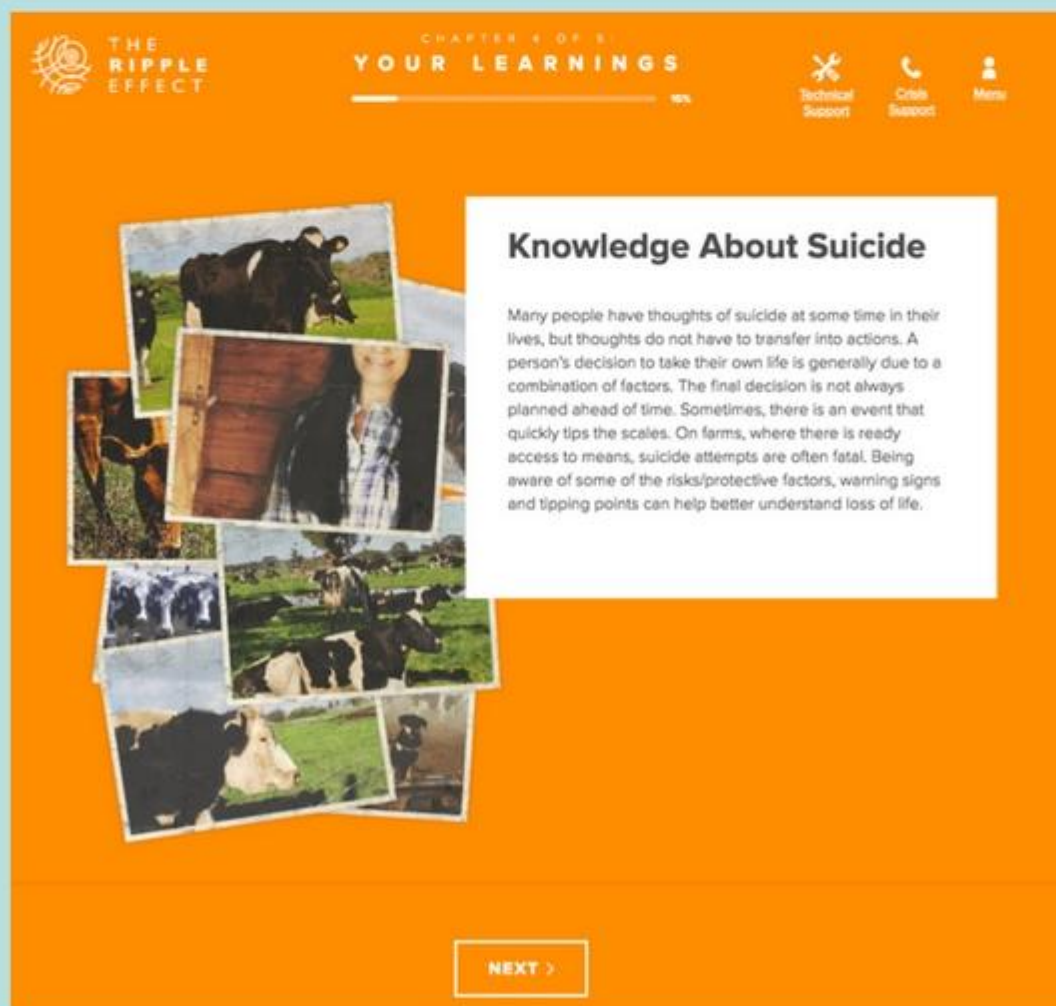 THE
RIPPLE
EFFECT
CHAPTER 4 OF 5:
YOUR LEARNINGS
Technical
Support
Crisis
Support
Menu
Knowledge About Suicide
Many people have thoughts of suicide at some time in their
lives, but thoughts do not have to transfer into actions. A
person's decision to take their own life is generally due to a
combination of factors. The final decision is not always
planned ahead of time. Sometimes, there is an event that
quickly tips the scales. On farms, where there is ready
access to means, suicide attempts are often fatal. Being
aware of some of the risks/protective factors, warning signs
and tipping points can help better understand loss of life.
NEXT >